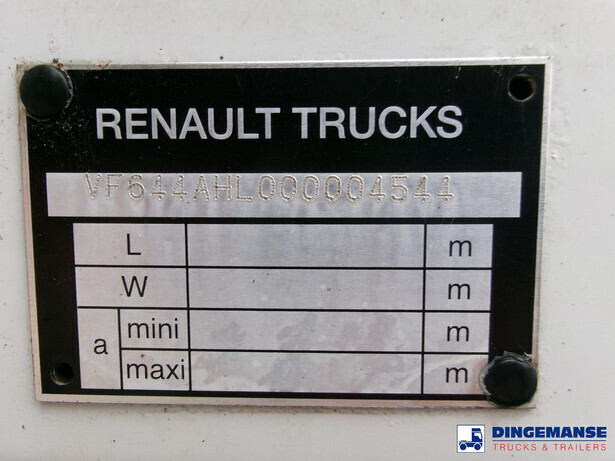 RENAULT TRUCKS
VF644AHL000004544
L m
W m
a mini m
maxi m
DINGEMANSE
TRUCKS & TRAILERS